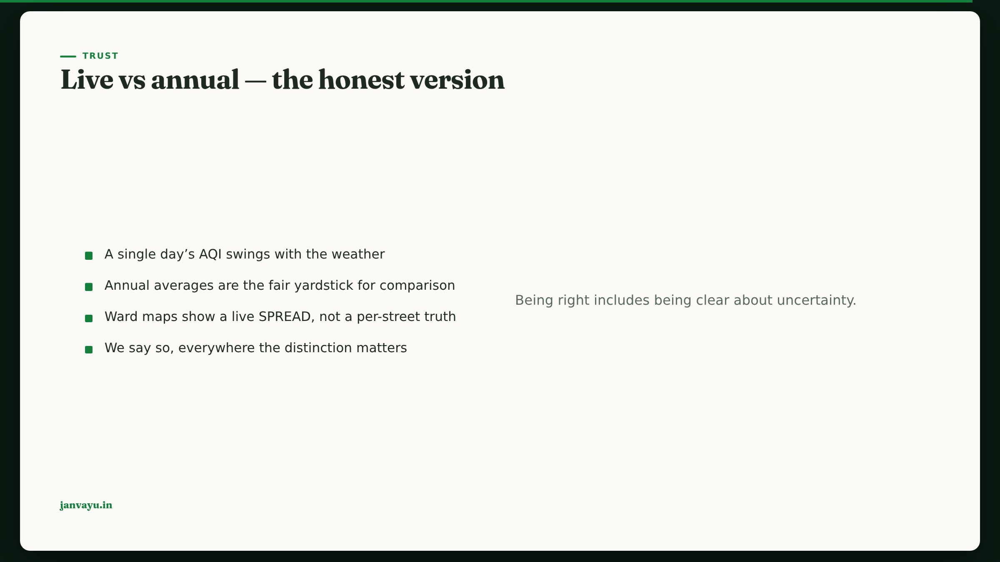 TRUST
Live vs annual — the honest version
A single day’s AQI swings with the weather
Annual averages are the fair yardstick for comparison
Ward maps show a live SPREAD, not a per-street truth
We say so, everywhere the distinction matters
Being right includes being clear about uncertainty.
janvayu.in